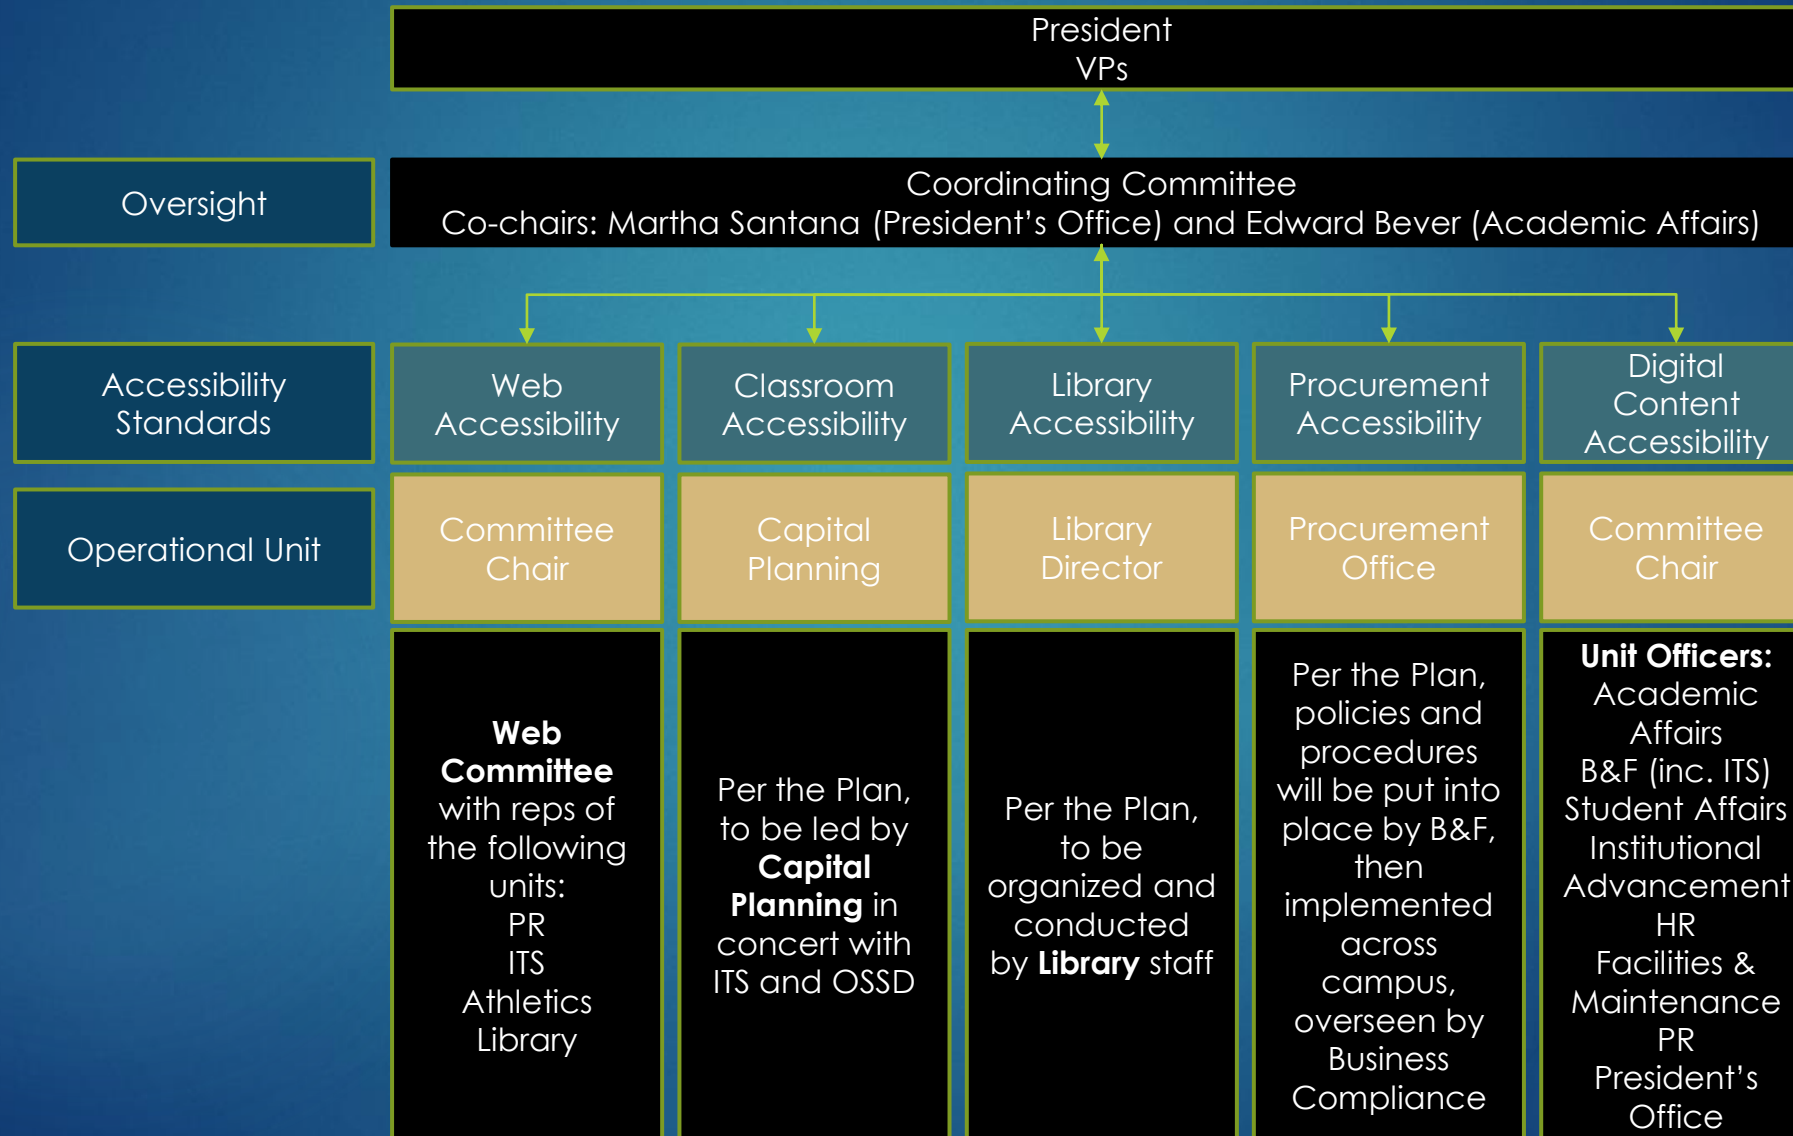 President
VPs
Oversight
Coordinating Committee
Co-chairs: Martha Santana (President’s Office) and Edward Bever (Academic Affairs)
Accessibility
Standards
Web
Accessibility
Classroom
Accessibility
Library
Accessibility
Procurement
Accessibility
Digital
Content
Accessibility
Operational Unit
Committee
Chair
Capital
Planning
Library
Director
Procurement
Office
Committee
Chair
Web
Committee
with reps of
the following
units:
PR
ITS
Athletics
Library
Per the Plan,
to be led by
Capital
Planning in
concert with
ITS and OSSD
Per the Plan,
to be
organized and
conducted
by Library staff
Per the Plan,
policies and
procedures
will be put into
place by B&F,
then
implemented
across
campus,
overseen by
Business
Compliance
Unit Officers:
Academic
Affairs
B&F (inc. ITS)
Student Affairs
Institutional
Advancement
HR
Facilities &
Maintenance
PR
President’s
Office